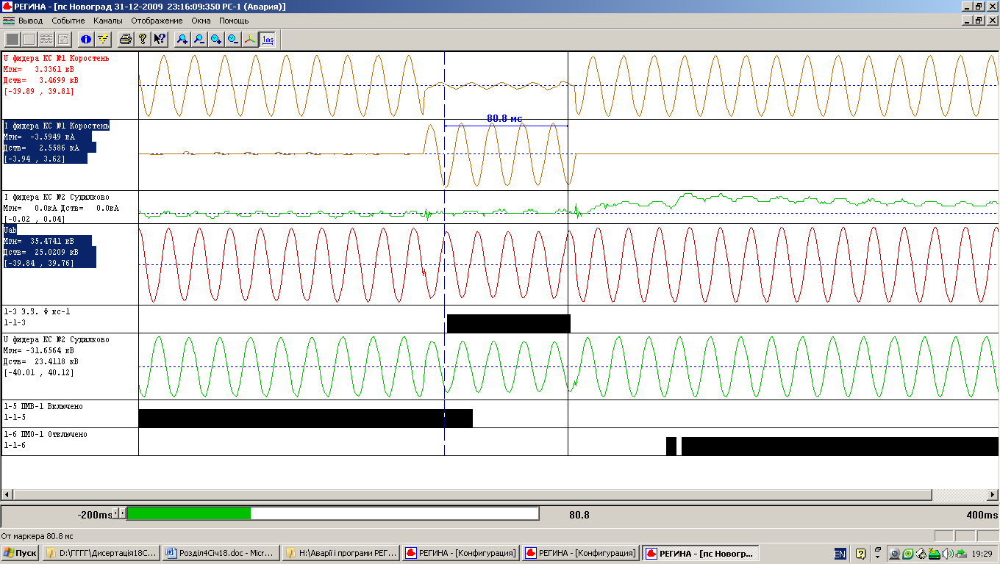 РЕГИНА - [пс Новоград 31-12-2009 23:16:09:350 РС-1 (Авария)]
Вывод Событие Каналы Отображение Окна Помощь
1ms
U фидера КС №1 Коростень
Мгн= 3.3361 кВ
Дств= 3.4699 кВ
[-39.89 , 39.81]
80.8 мс
I фидера КС №1 Коростень
Мгн= -3.5949 кА
Дств= 2.5586 кА
[-3.94 , 3.62]
I фидера КС №2 Судилково
Мгн= 0.0кА Дств= 0.0кА
[-0.02 , 0.04]
Uab
Мгн= 35.4741 кВ
Дств= 25.0209 кВ
[-39.84 , 39.76]
1-3 Э.З. Ф кс-1
1-1-3
U фидера КС №2 Судилково
Мгн= -31.6564 кВ
Дств= 23.4118 кВ
[-40.01 , 40.12]
1-5 ПМВ-1 Включено
1-1-5
1-6 ПМО-1 Отключено
1-1-6
-200ms 80.8 400ms
От маркера 80.8 мс
Пуск D:\ГГГГ\Дисертація18С... Розділ4Січ18.doc - Micr... H:\Аварії і програми РЕГ... РЕГИНА - [Конфигурация] РЕГИНА - [Конфигурация] РЕГИНА - [пс Новогр... EN 19:29